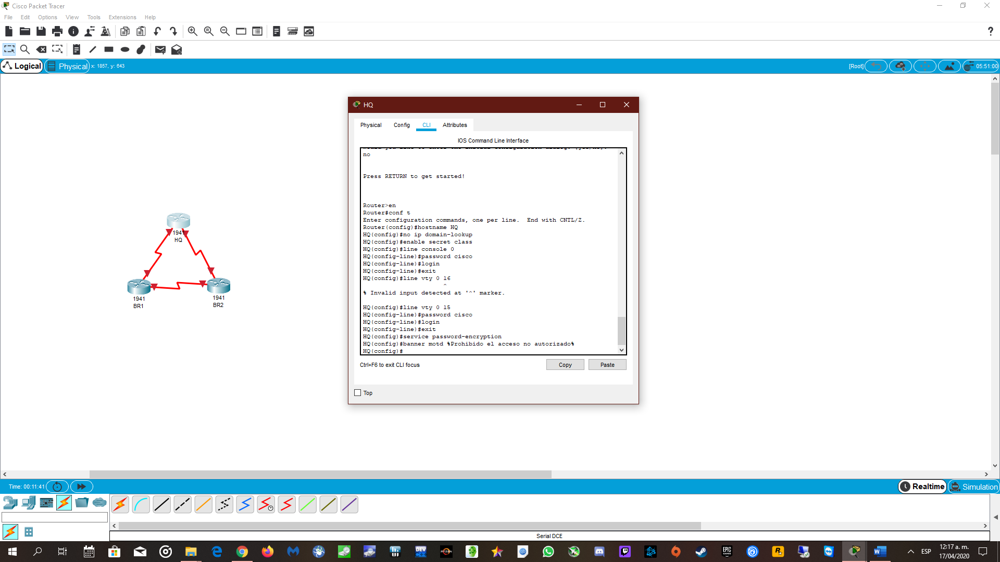 Cisco Packet Tracer
File Edit Options View Tools Extensions Help
?
Logical Physical x: 1857, y: 643
[Root] 05:51:00
HQ
Physical Config CLI Attributes
IOS Command Line Interface
no
Press RETURN to get started!
Router>en
Router#conf t
Enter configuration commands, one per line.  End with CNTL/Z.
Router(config)#hostname HQ
HQ(config)#no ip domain-lookup
HQ(config)#enable secret class
HQ(config)#line console 0
HQ(config-line)#password cisco
HQ(config-line)#login
HQ(config-line)#exit
HQ(config)#line vty 0 16
^
% Invalid input detected at '^' marker.
HQ(config)#line vty 0 15
HQ(config-line)#password cisco
HQ(config-line)#login
HQ(config-line)#exit
HQ(config)#service password-encryption
HQ(config)#banner motd %Prohibido el acceso no autorizado%
HQ(config)#
Ctrl+F6 to exit CLI focus
Copy Paste
Top
1941
HQ
1941
BR1
1941
BR2
Time: 00:11:41
Realtime Simulation
Serial DCE
ESP
12:17 a. m.
17/04/2020